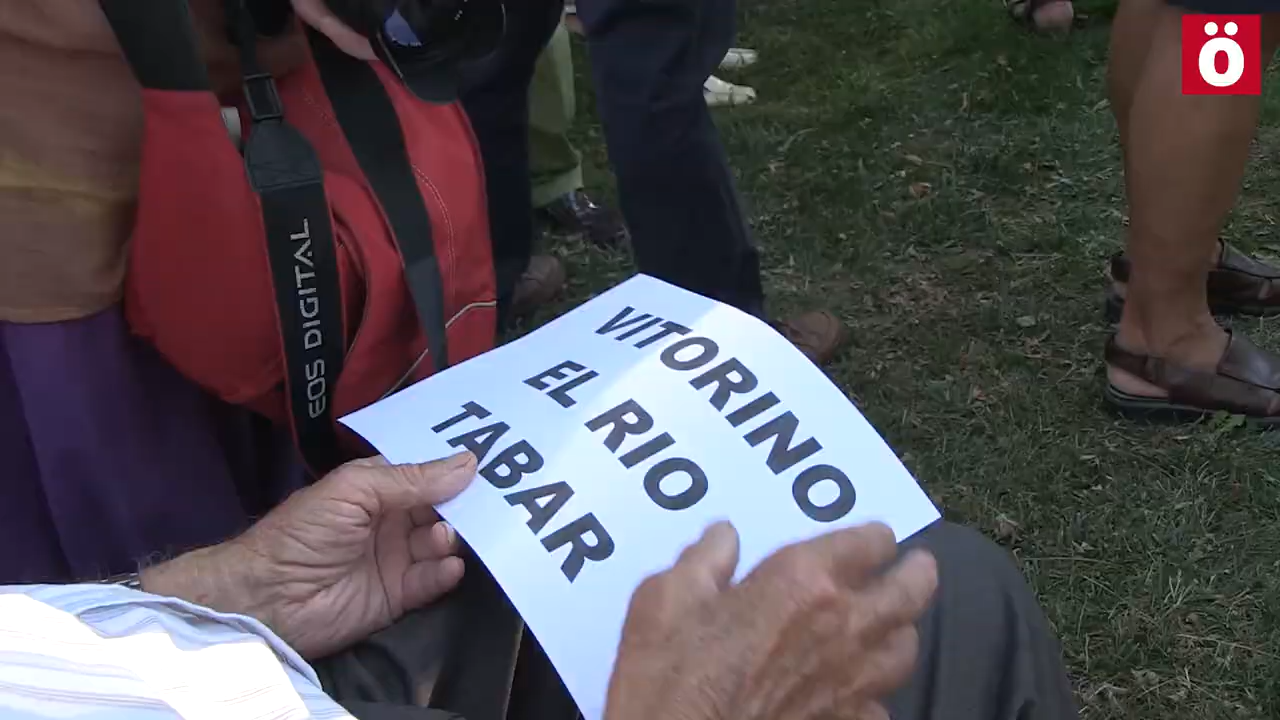 VITORINO
EL RIO
TABAR
EOS DIGITAL
ö